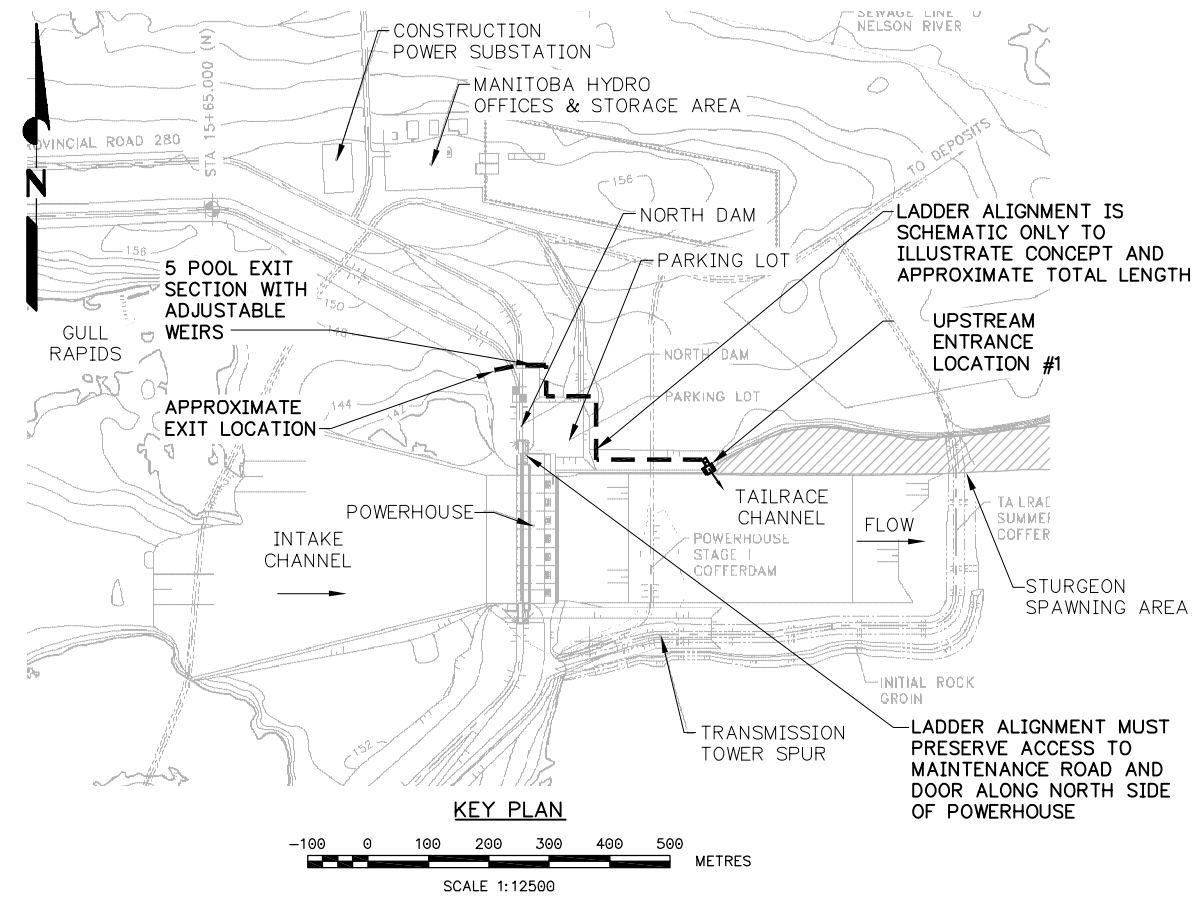 SEWAGE LINE TO
NELSON RIVER
CONSTRUCTION
POWER SUBSTATION
MANITOBA HYDRO
OFFICES & STORAGE AREA
STA 15+65.000 (N)
ROAD 280
N
TO DEPOSITS
156
NORTH DAM
PARKING LOT
LADDER ALIGNMENT IS
SCHEMATIC ONLY TO
ILLUSTRATE CONCEPT AND
APPROXIMATE TOTAL LENGTH
156
5 POOL EXIT
SECTION WITH
ADJUSTABLE
WEIRS
150
148
GULL
RAPIDS
UPSTREAM
ENTRANCE
LOCATION #1
NORTH DAM
PARKING LOT
APPROXIMATE
EXIT LOCATION
144
142
TAILRACE
CHANNEL
POWERHOUSE
FLOW
INTAKE
CHANNEL
POWERHOUSE
STAGE I
COFFERDAM
STURGEON
SPAWNING AREA
INITIAL ROCK
GROIN
152
TRANSMISSION
TOWER SPUR
LADDER ALIGNMENT MUST
PRESERVE ACCESS TO
MAINTENANCE ROAD AND
DOOR ALONG NORTH SIDE
OF POWERHOUSE
KEY PLAN
-100 0 100 200 300 400 500
METRES
SCALE 1:12500